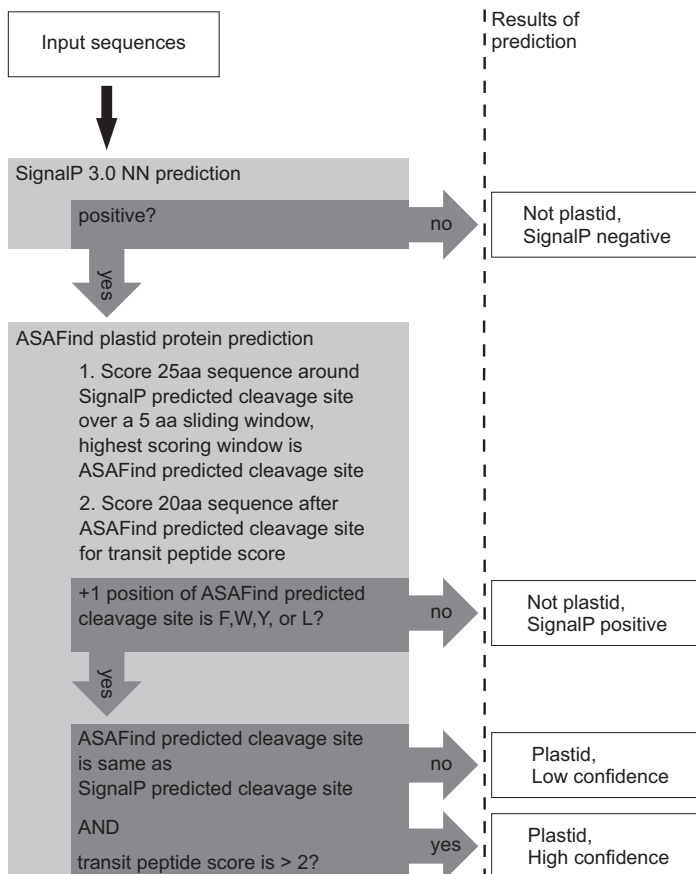 Input sequences
Results of
prediction
SignalP 3.0 NN prediction
positive?
no
Not plastid,
SignalP negative
yes
ASAFind plastid protein prediction
1. Score 25aa sequence around
SignalP predicted cleavage site
over a 5 aa sliding window,
highest scoring window is
ASAFind predicted cleavage site
2. Score 20aa sequence after
ASAFind predicted cleavage site
for transit peptide score
+1 position of ASAFind predicted
cleavage site is F,W,Y, or L?
no
Not plastid,
SignalP positive
yes
ASAFind predicted cleavage site
is same as
SignalP predicted cleavage site
no
Plastid,
Low confidence
AND
transit peptide score is > 2?
yes
Plastid,
High confidence